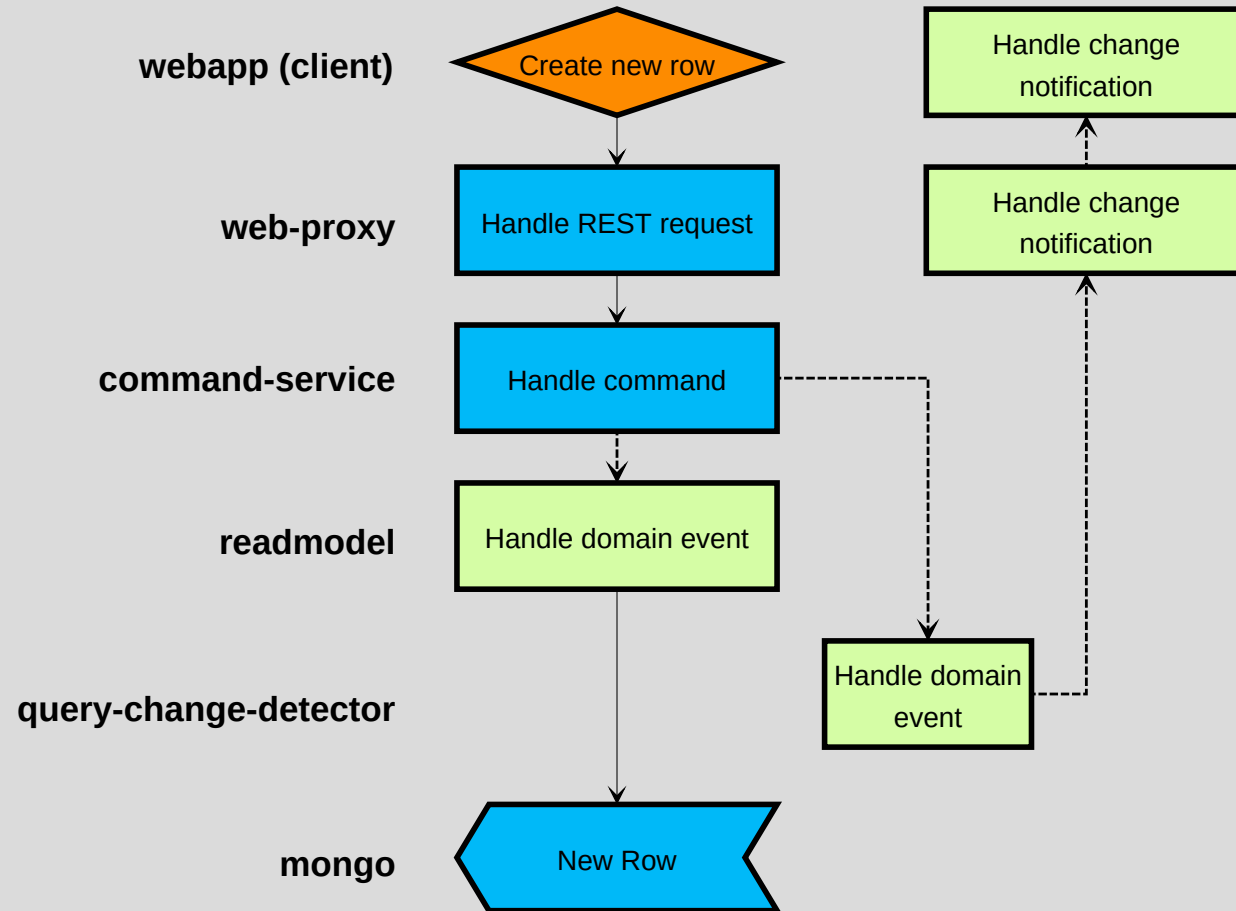 webapp (client)
Create new row
Handle change
notification
web-proxy
Handle REST request
Handle change
notification
command-service
Handle command
readmodel
Handle domain event
query-change-detector
Handle domain
event
mongo
New Row